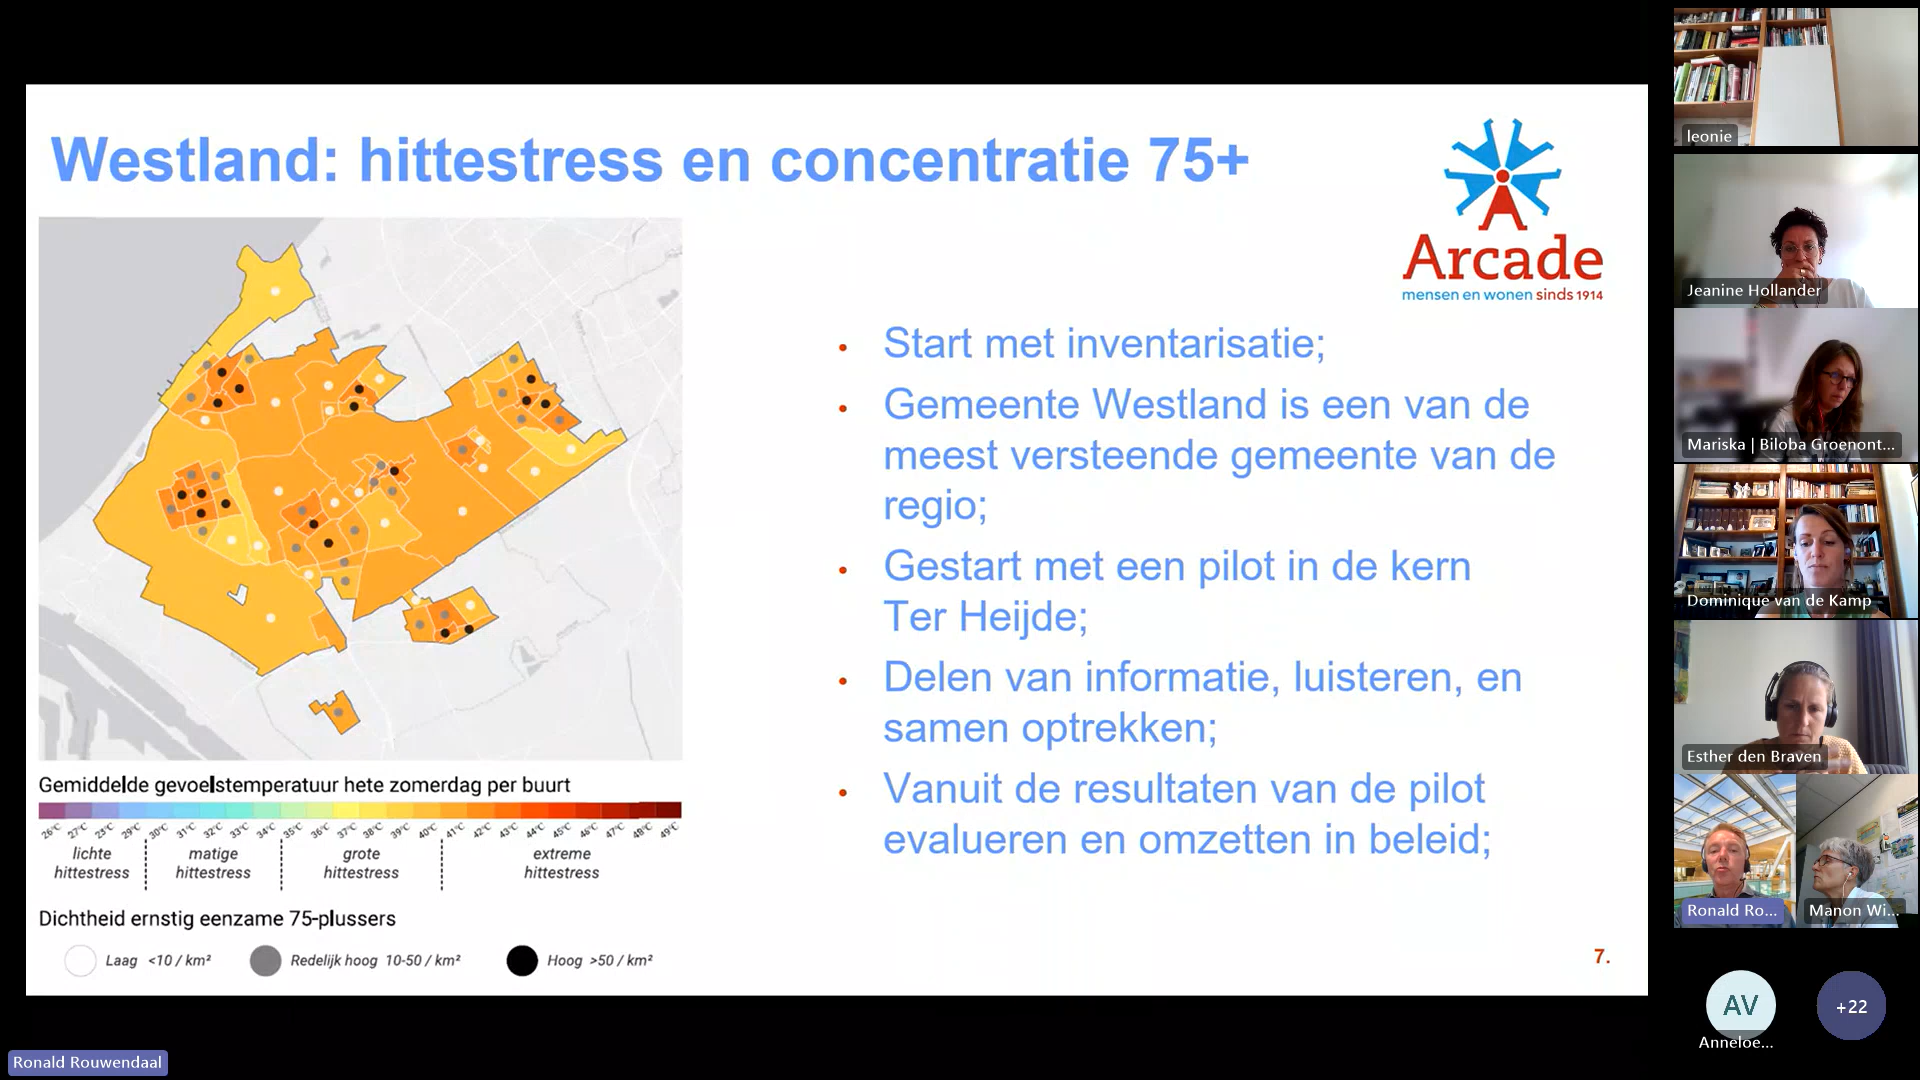 Westland: hittestress en concentratie 75+
Arcade
mensen en wonen sinds 1914
Start met inventarisatie;
Gemeente Westland is een van de
meest versteende gemeente van de
regio;
Gestart met een pilot in de kern
Ter Heijde;
Delen van informatie, luisteren, en
samen optrekken;
Vanuit de resultaten van de pilot
evalueren en omzetten in beleid;
Gemiddelde gevoelstemperatuur hete zomerdag per buurt
26°C 27°C 28°C 29°C 30°C 31°C 32°C 33°C 34°C 35°C 36°C 37°C 38°C 39°C 40°C 41°C 42°C 43°C 44°C 45°C 46°C 47°C 48°C 49°C
lichte hittestress
matige hittestress
grote hittestress
extreme hittestress
Dichtheid ernstig eenzame 75-plussers
Laag <10 / km²
Redelijk hoog 10-50 / km²
Hoog >50 / km²
7.
Ronald Rouwendaal
leonie
Jeanine Hollander
Mariska | Biloba Groenont...
Dominique van de Kamp
Esther den Braven
Ronald Ro...
Manon Wi...
AV
Anneloe...
+22